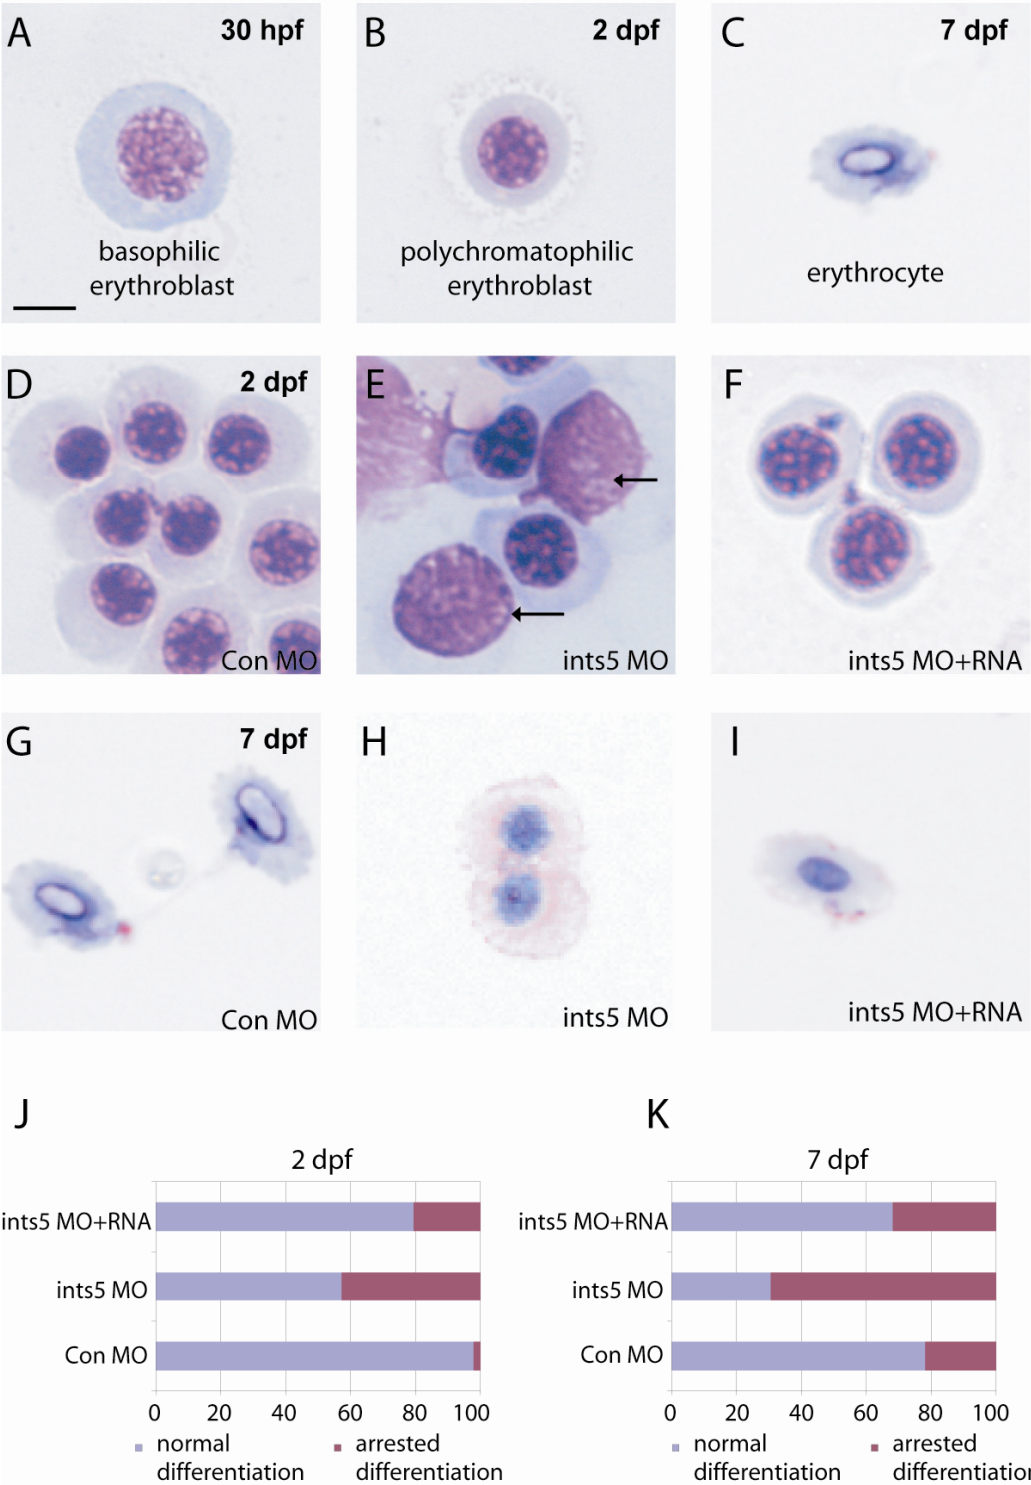 A 30 hpf
basophilic
erythroblast
B 2 dpf
polychromatophilic
erythroblast
C 7 dpf
erythrocyte
D 2 dpf
Con MO
E
ints5 MO
F
ints5 MO+RNA
G 7 dpf
Con MO
H
ints5 MO
I
ints5 MO+RNA
J
2 dpf
ints5 MO+RNA
ints5 MO
Con MO
0 20 40 60 80 100
normal
differentiation
arrested
differentiation
K
7 dpf
ints5 MO+RNA
ints5 MO
Con MO
0 20 40 60 80 100
normal
differentiation
arrested
differentiatio